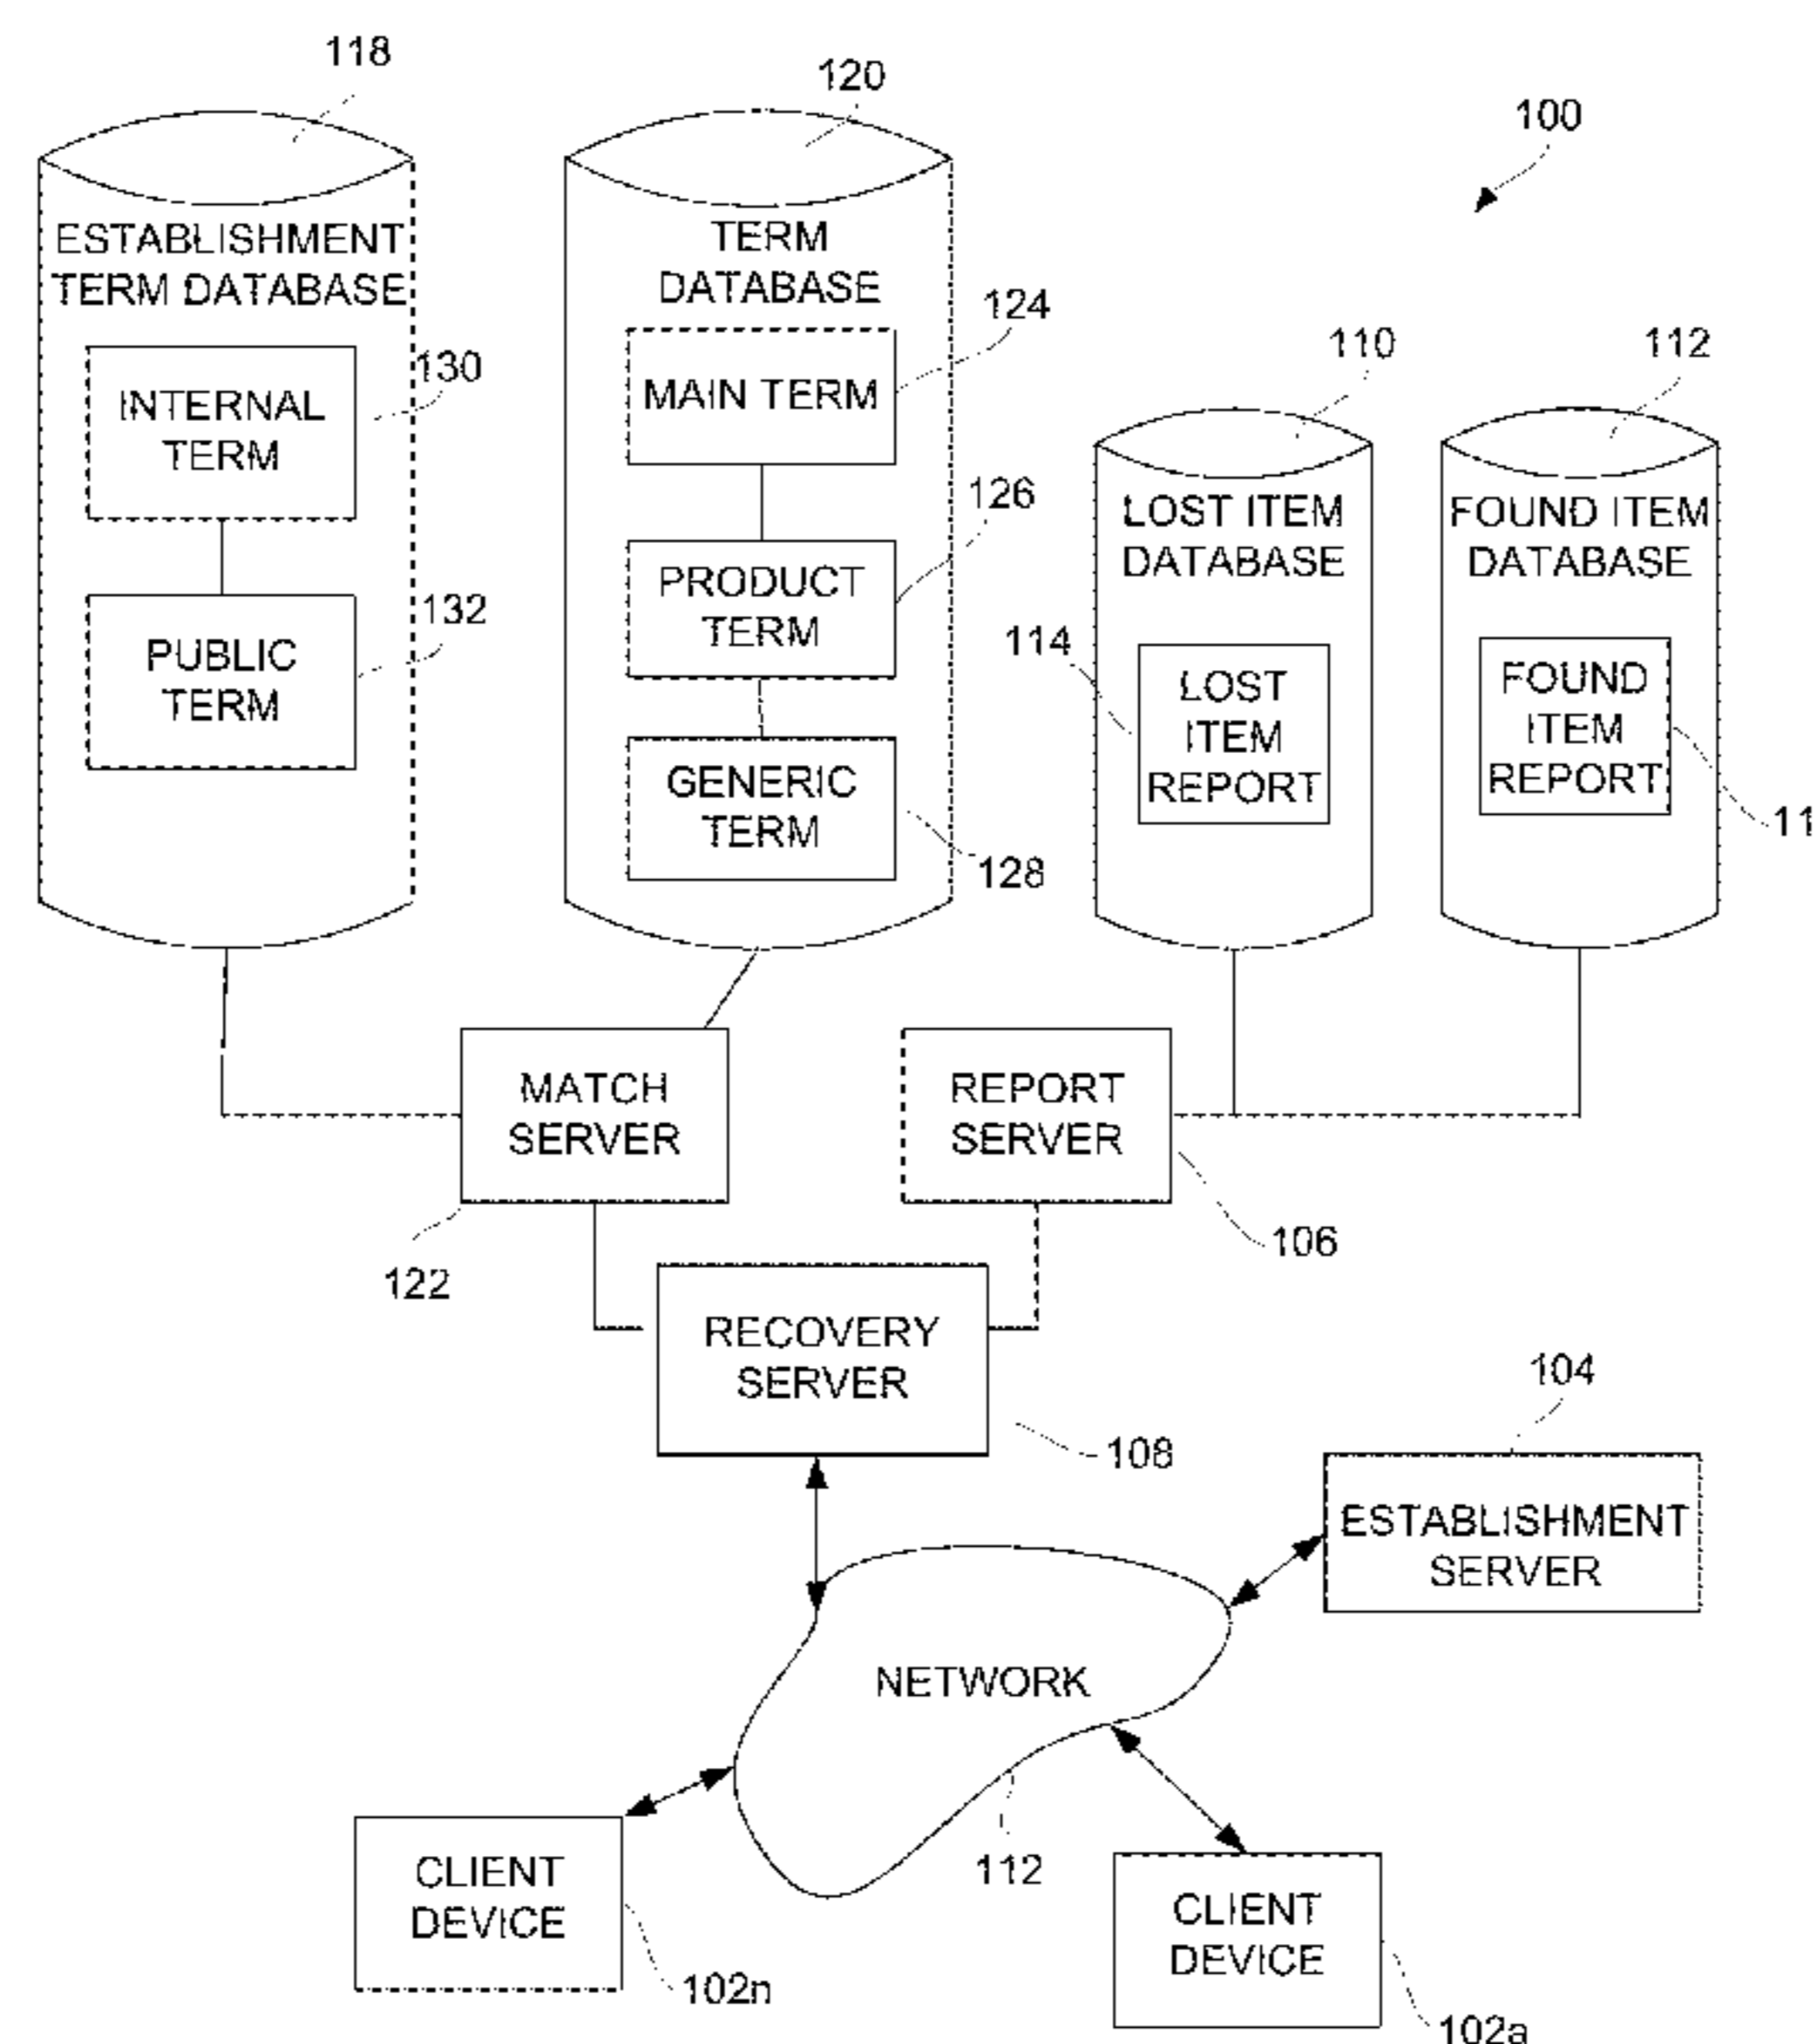 118
120
100
ESTABLISHMENT
TERM DATABASE
TERM
DATABASE
124
110
112
INTERNAL
TERM
130
MAIN TERM
126
LOST ITEM
DATABASE
FOUND ITEM
DATABASE
PUBLIC
TERM
132
PRODUCT
TERM
114
LOST
ITEM
REPORT
FOUND
ITEM
REPORT
11
GENERIC
TERM
128
MATCH
SERVER
REPORT
SERVER
122
106
RECOVERY
SERVER
108
104
ESTABLISHMENT
SERVER
NETWORK
112
CLIENT
DEVICE
102n
CLIENT
DEVICE
102a